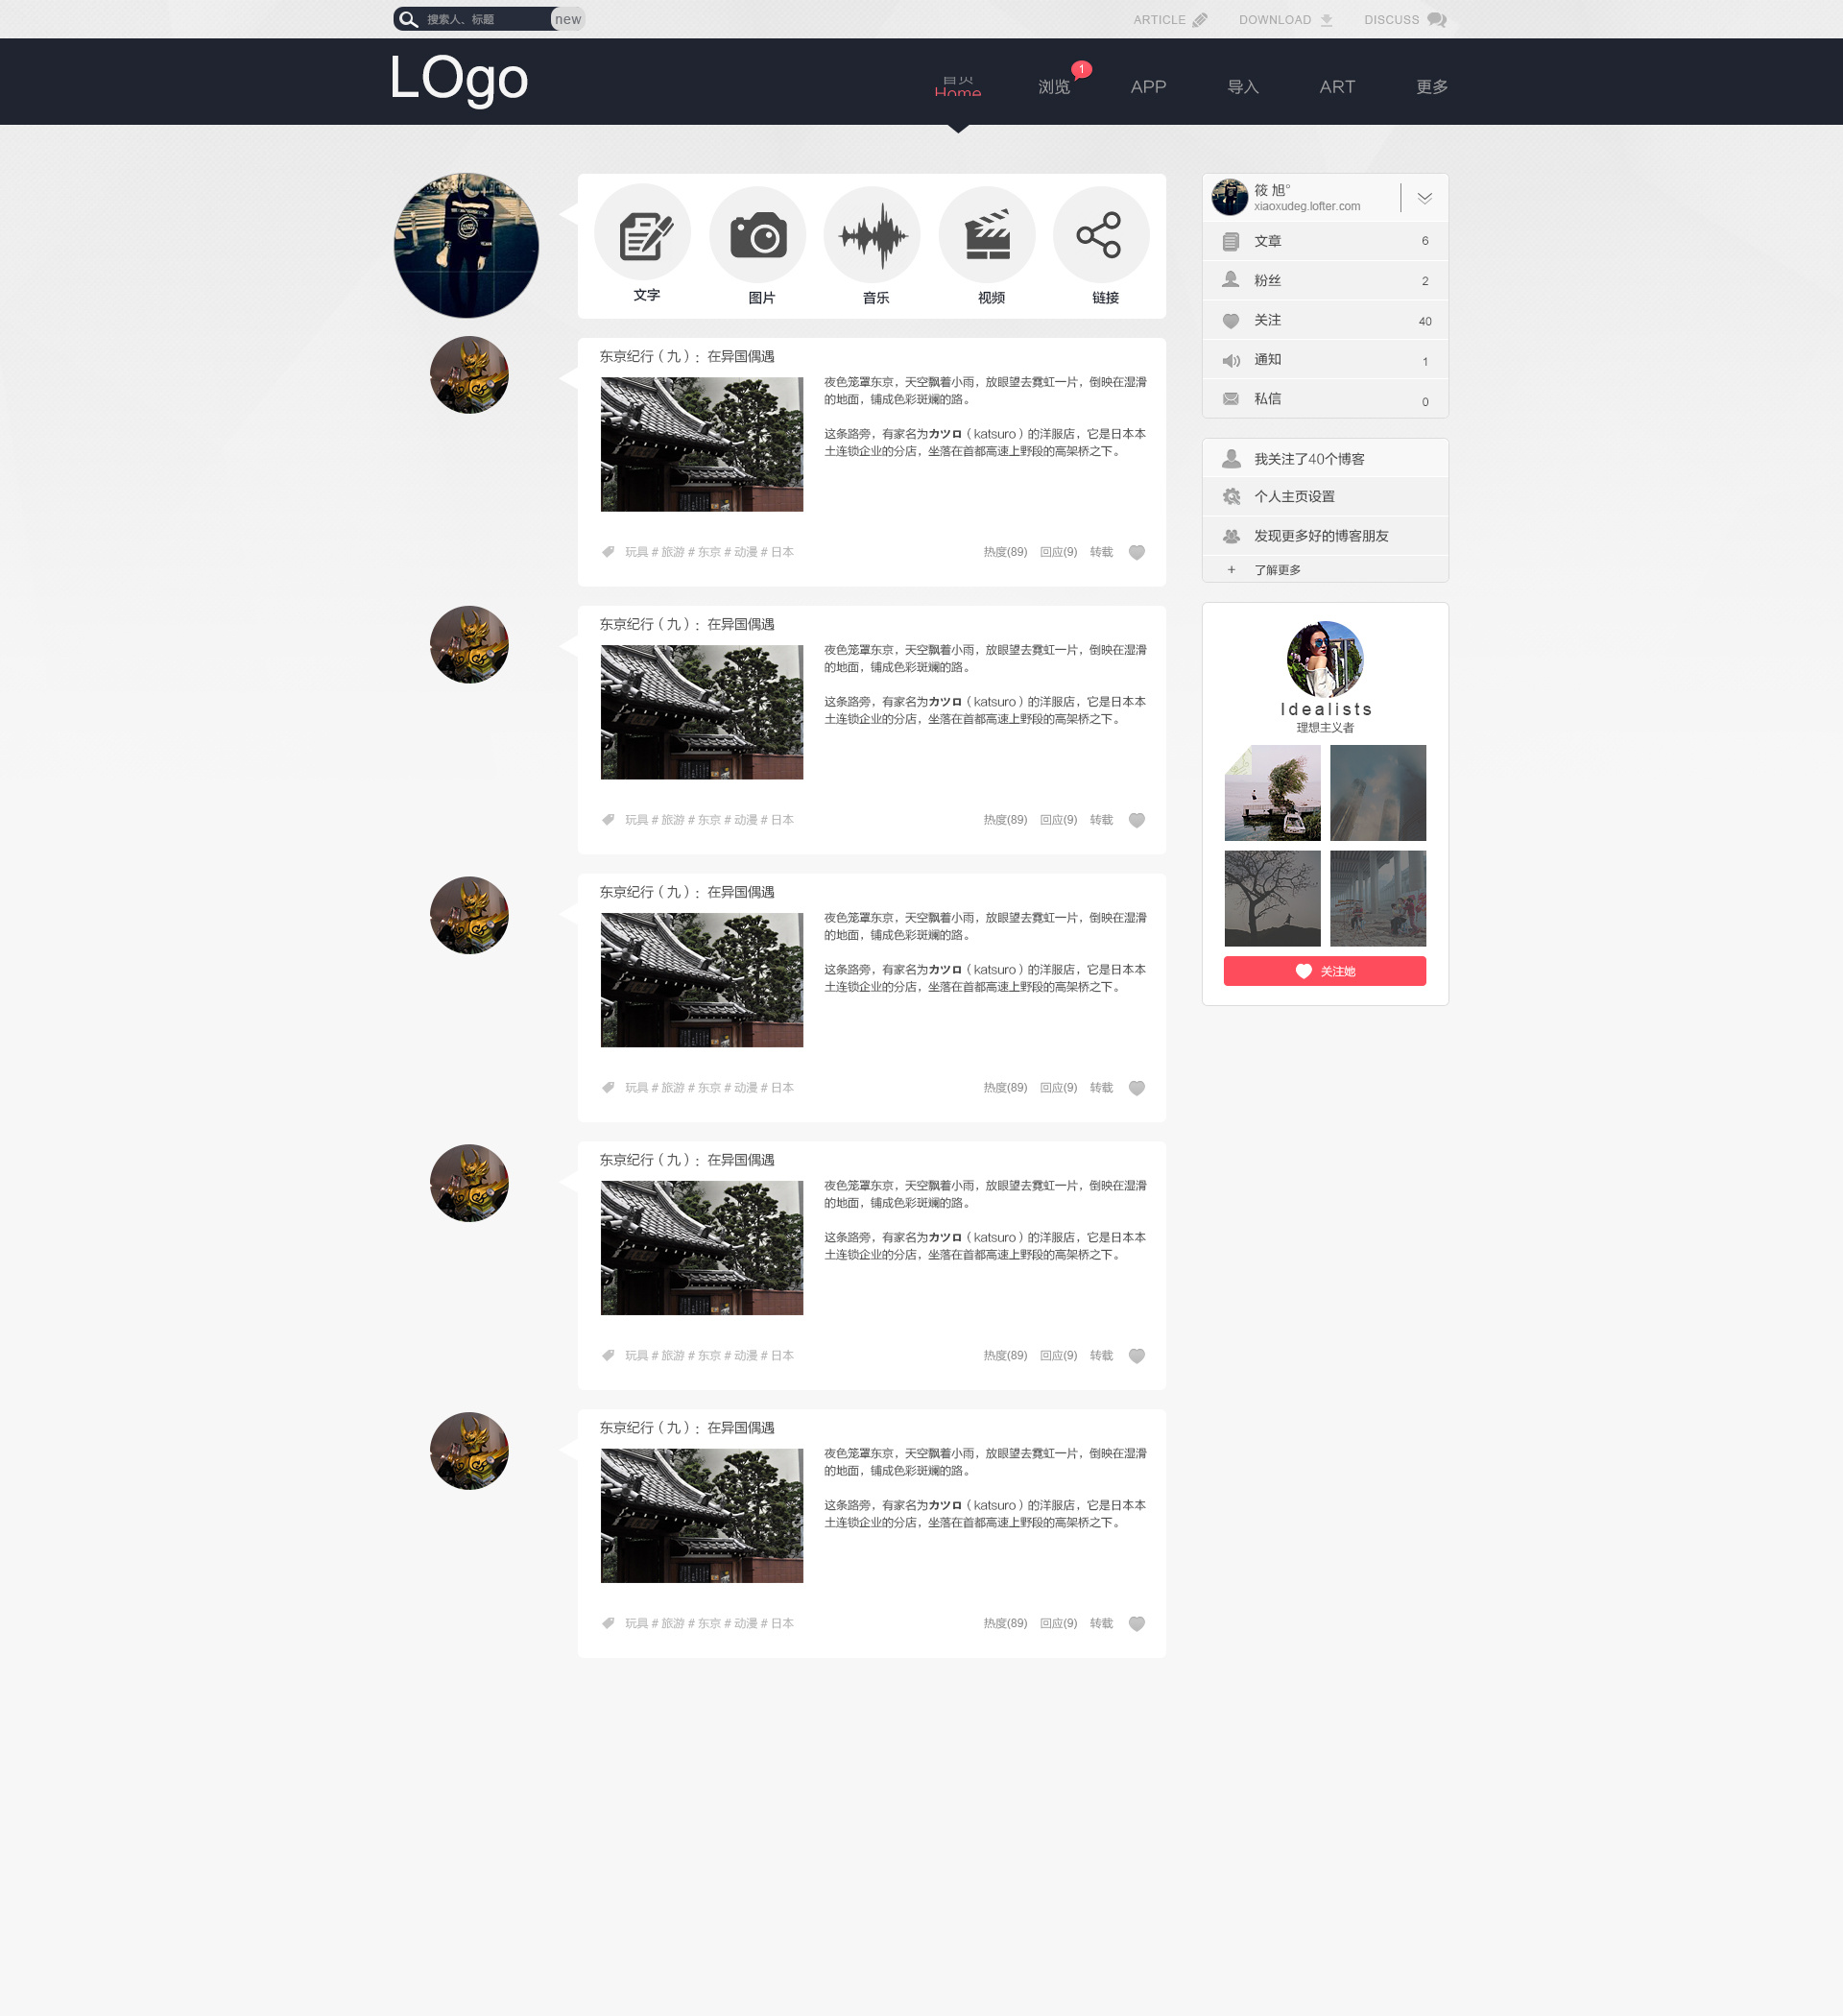 搜索人、标题
new
ARTICLE
DOWNLOAD
DISCUSS
LOgo
首页
Home
浏览
1
APP
导入
ART
更多
文字
图片
音乐
视频
链接
筱 旭°
xiaoxudeg.lofter.com
文章 6
粉丝 2
关注 40
通知 1
私信 0
我关注了40个博客
个人主页设置
发现更多好的博客朋友
+ 了解更多
Idealists
理想主义者
关注她
东京纪行（九）：在异国偶遇
夜色笼罩东京，天空飘着小雨，放眼望去霓虹一片，倒映在湿滑
的地面，铺成色彩斑斓的路。
这条路旁，有家名为カツロ（katsuro）的洋服店，它是日本本
土连锁企业的分店，坐落在首都高速上野段的高架桥之下。
玩具 # 旅游 # 东京 # 动漫 # 日本
热度(89) 回应(9) 转载
东京纪行（九）：在异国偶遇
夜色笼罩东京，天空飘着小雨，放眼望去霓虹一片，倒映在湿滑
的地面，铺成色彩斑斓的路。
这条路旁，有家名为カツロ（katsuro）的洋服店，它是日本本
土连锁企业的分店，坐落在首都高速上野段的高架桥之下。
玩具 # 旅游 # 东京 # 动漫 # 日本
热度(89) 回应(9) 转载
东京纪行（九）：在异国偶遇
夜色笼罩东京，天空飘着小雨，放眼望去霓虹一片，倒映在湿滑
的地面，铺成色彩斑斓的路。
这条路旁，有家名为カツロ（katsuro）的洋服店，它是日本本
土连锁企业的分店，坐落在首都高速上野段的高架桥之下。
玩具 # 旅游 # 东京 # 动漫 # 日本
热度(89) 回应(9) 转载
东京纪行（九）：在异国偶遇
夜色笼罩东京，天空飘着小雨，放眼望去霓虹一片，倒映在湿滑
的地面，铺成色彩斑斓的路。
这条路旁，有家名为カツロ（katsuro）的洋服店，它是日本本
土连锁企业的分店，坐落在首都高速上野段的高架桥之下。
玩具 # 旅游 # 东京 # 动漫 # 日本
热度(89) 回应(9) 转载
东京纪行（九）：在异国偶遇
夜色笼罩东京，天空飘着小雨，放眼望去霓虹一片，倒映在湿滑
的地面，铺成色彩斑斓的路。
这条路旁，有家名为カツロ（katsuro）的洋服店，它是日本本
土连锁企业的分店，坐落在首都高速上野段的高架桥之下。
玩具 # 旅游 # 东京 # 动漫 # 日本
热度(89) 回应(9) 转载